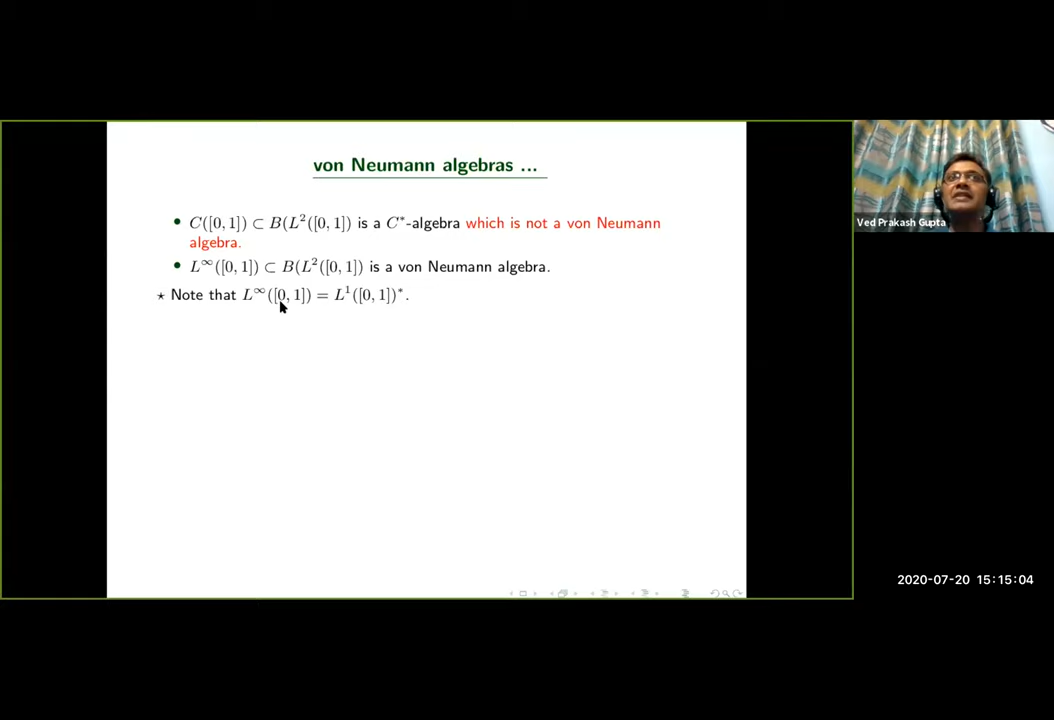 von Neumann algebras ...
• C([0, 1]) ⊂ B(L²([0, 1]) is a C*-algebra which is not a von Neumann
algebra.
• L∞([0, 1]) ⊂ B(L²([0, 1]) is a von Neumann algebra.
⋆ Note that L∞([0, 1]) = L¹([0, 1])*.
Ved Prakash Gupta
2020-07-20 15:15:04